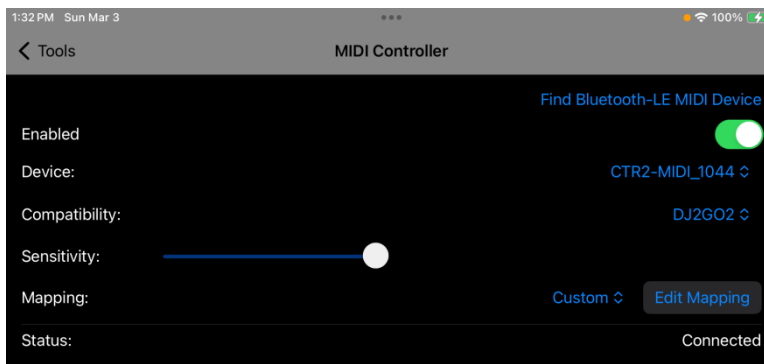 1:32 PM Sun Mar 3 100%
Tools MIDI Controller
Find Bluetooth-LE MIDI Device
Enabled
Device: CTR2-MIDI_1044
Compatibility: DJ2GO2
Sensitivity:
Mapping: Custom Edit Mapping
Status: Connected